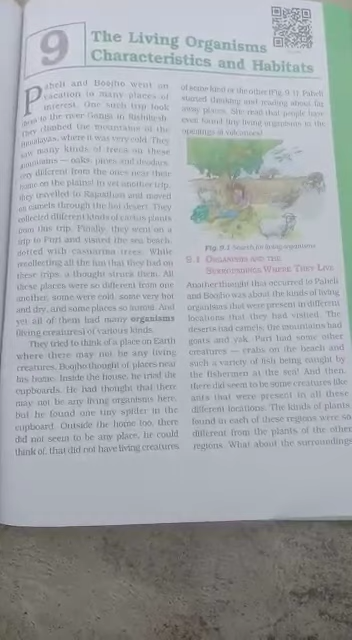 9
The Living Organisms
Characteristics and Habitats
Paheli and Boojho went on
vacation to many places of
interest. One such trip took
to the river Ganga in Rishikesh.
They climbed the mountains of the
Himalayas, where it was very cold. They
saw many kinds of trees on these
mountains — oaks, pines and deodars,
very different from the ones near their
home on the plains! In yet another trip,
they travelled to Rajasthan and moved
on camels through the hot desert. They
collected different kinds of cactus plants
from this trip. Finally, they went on a
trip to Puri and visited the sea beach,
dotted with casuarina trees. While
recollecting all the fun that they had on
these trips, a thought struck them. All
these places were so different from one
another, some were cold, some very hot
and dry, and some places so humid. And
yet all of them had many organisms
(living creatures) of various kinds.
They tried to think of a place on Earth
where there may not be any living
creatures. Boojho thought of places near
his home. Inside the house, he tried the
cupboards. He had thought that there
may not be any living organisms here,
but he found one tiny spider in the
cupboard. Outside the home too, there
did not seem to be any place, he could
think of, that did not have living creatures
of some kind or the other (Fig. 9.1). Paheli
started thinking and reading about far
away places. She read that people have
even found tiny living organisms in the
openings of volcanoes!
Fig. 9.1 Search for living organisms
9.1 Organisms and the
Surroundings Where They Live
Another thought that occurred to Paheli
and Boojho was about the kinds of living
organisms that were present in different
locations that they had visited. The
deserts had camels, the mountains had
goats and yak. Puri had some other
creatures — crabs on the beach and
such a variety of fish being caught by
the fishermen at the sea! And then,
there did seem to be some creatures like
ants that were present in all these
different locations. The kinds of plants
found in each of these regions were so
different from the plants of the other
regions. What about the surroundings